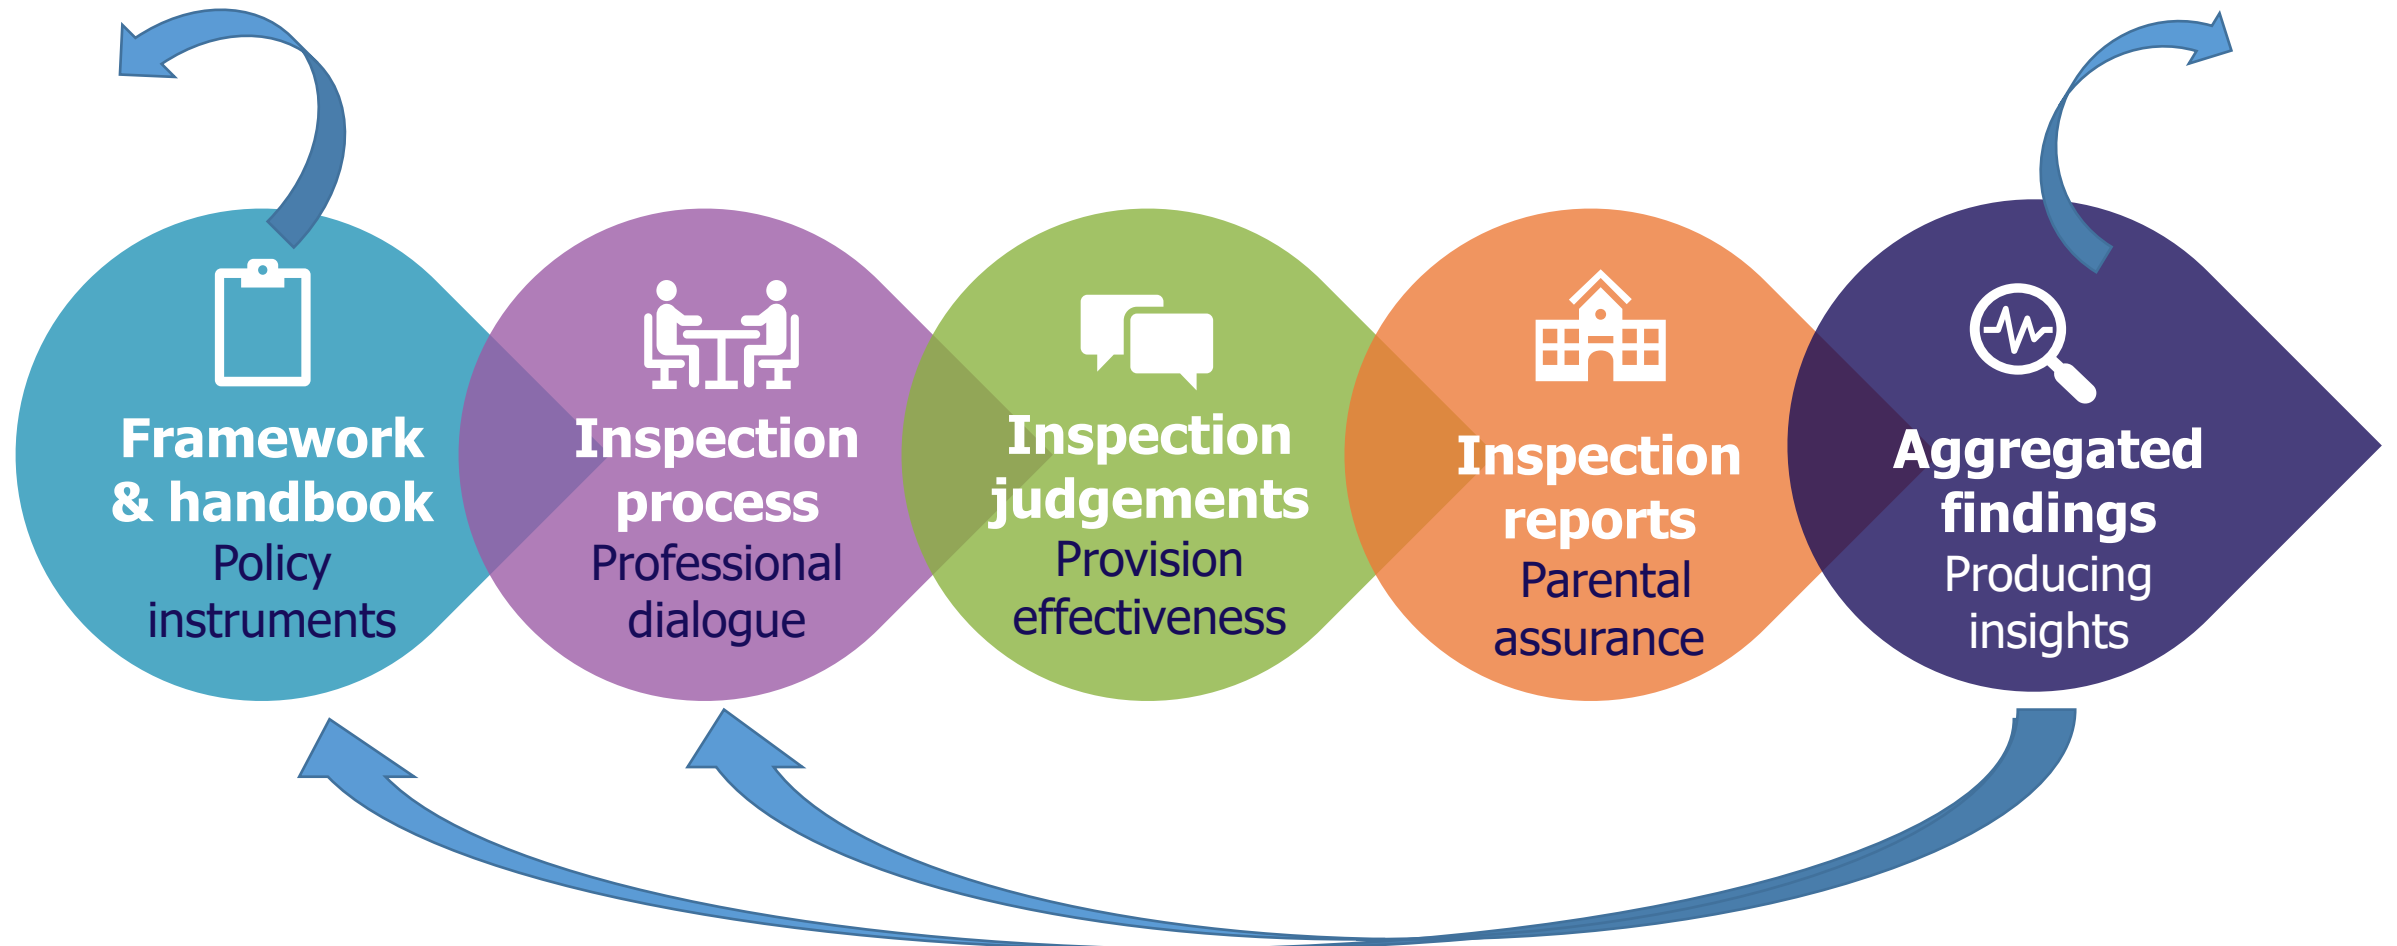 Framework
& handbook
Policy
instruments
Inspection
process
Professional
dialogue
Inspection
judgements
Provision
effectiveness
Inspection
reports
Parental
assurance
Aggregated
findings
Producing
insights